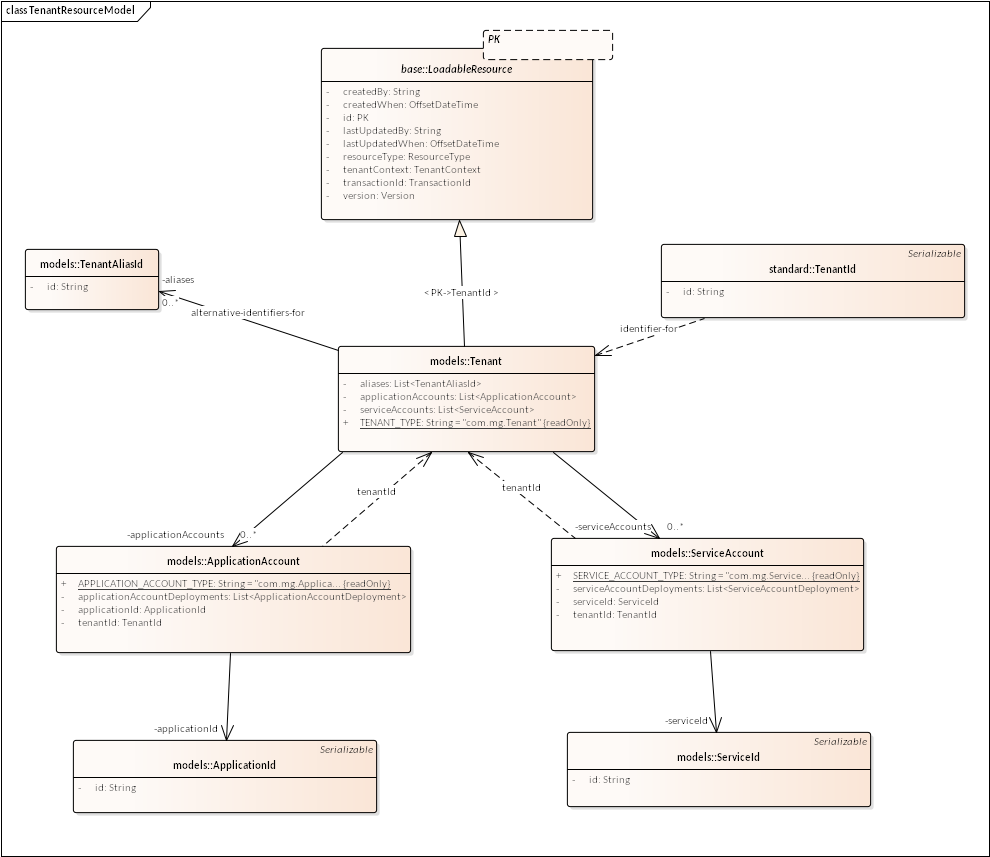 class TenantResourceModel
PK
base::LoadableResource
- createdBy: String
- createdWhen: OffsetDateTime
- id: PK
- lastUpdatedBy: String
- lastUpdatedWhen: OffsetDateTime
- resourceType: ResourceType
- tenantContext: TenantContext
- transactionId: TransactionId
- version: Version
models::TenantAliasId
- id: String
-aliases
0..*
alternative-identifiers-for
< PK->TenantId >
Serializable
standard::TenantId
- id: String
identifier-for
models::Tenant
- aliases: List<TenantAliasId>
- applicationAccounts: List<ApplicationAccount>
- serviceAccounts: List<ServiceAccount>
+ TENANT_TYPE: String = "com.mg.Tenant" {readOnly}
tenantId
tenantId
-applicationAccounts 0..*
-serviceAccounts 0..*
models::ApplicationAccount
+ APPLICATION_ACCOUNT_TYPE: String = "com.mg.Applica... {readOnly}
- applicationAccountDeployments: List<ApplicationAccountDeployment>
- applicationId: ApplicationId
- tenantId: TenantId
models::ServiceAccount
+ SERVICE_ACCOUNT_TYPE: String = "com.mg.Service... {readOnly}
- serviceAccountDeployments: List<ServiceAccountDeployment>
- serviceId: ServiceId
- tenantId: TenantId
-applicationId
-serviceId
Serializable
models::ApplicationId
- id: String
Serializable
models::ServiceId
- id: String